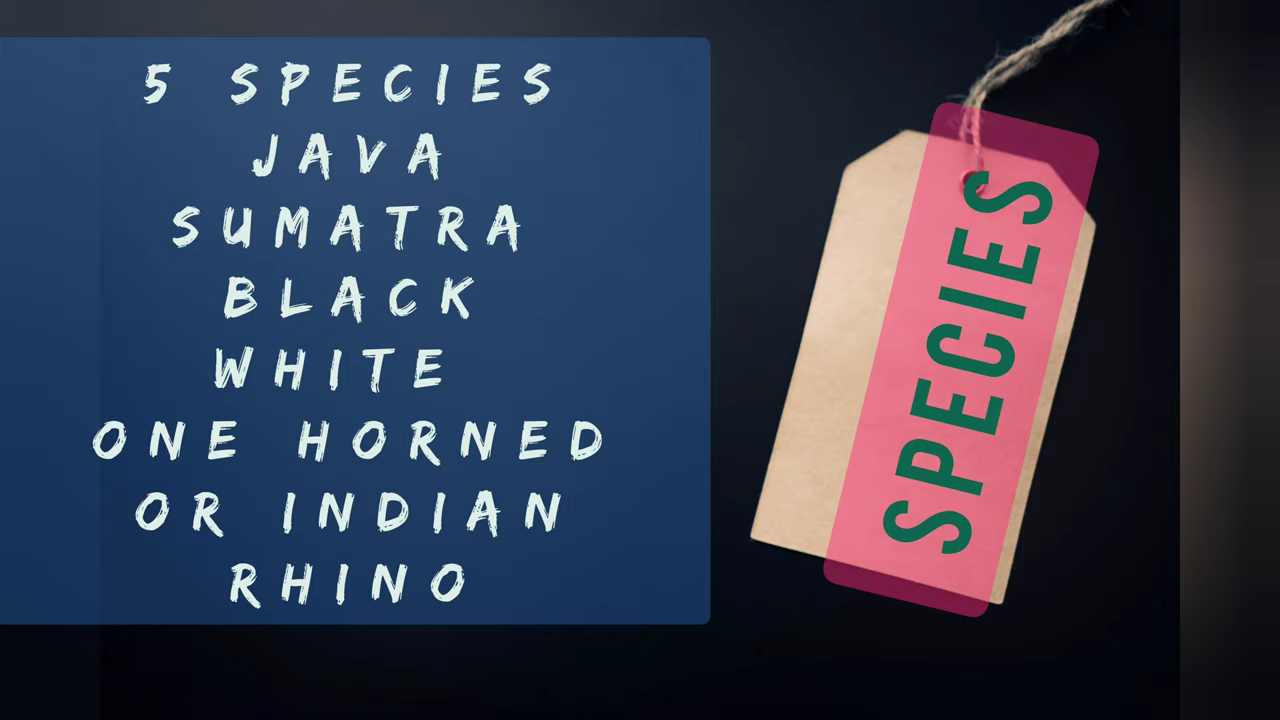 5 SPECIES
JAVA
SUMATRA
BLACK
WHITE
ONE HORNED
OR INDIAN
RHINO
SPECIES